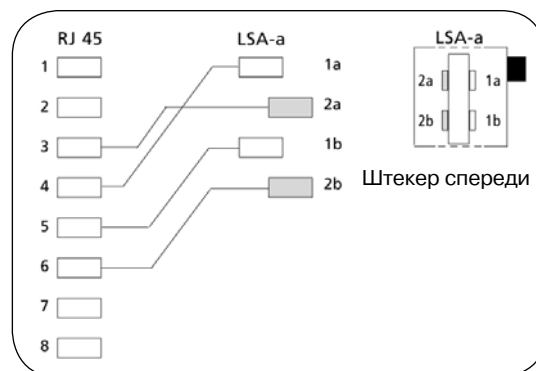 RJ 45 LSA-a LSA-a
1 1a
2 2a
3 1b
4 2b
5
6
7
8
2a 1a
2b 1b
Штекер спереди